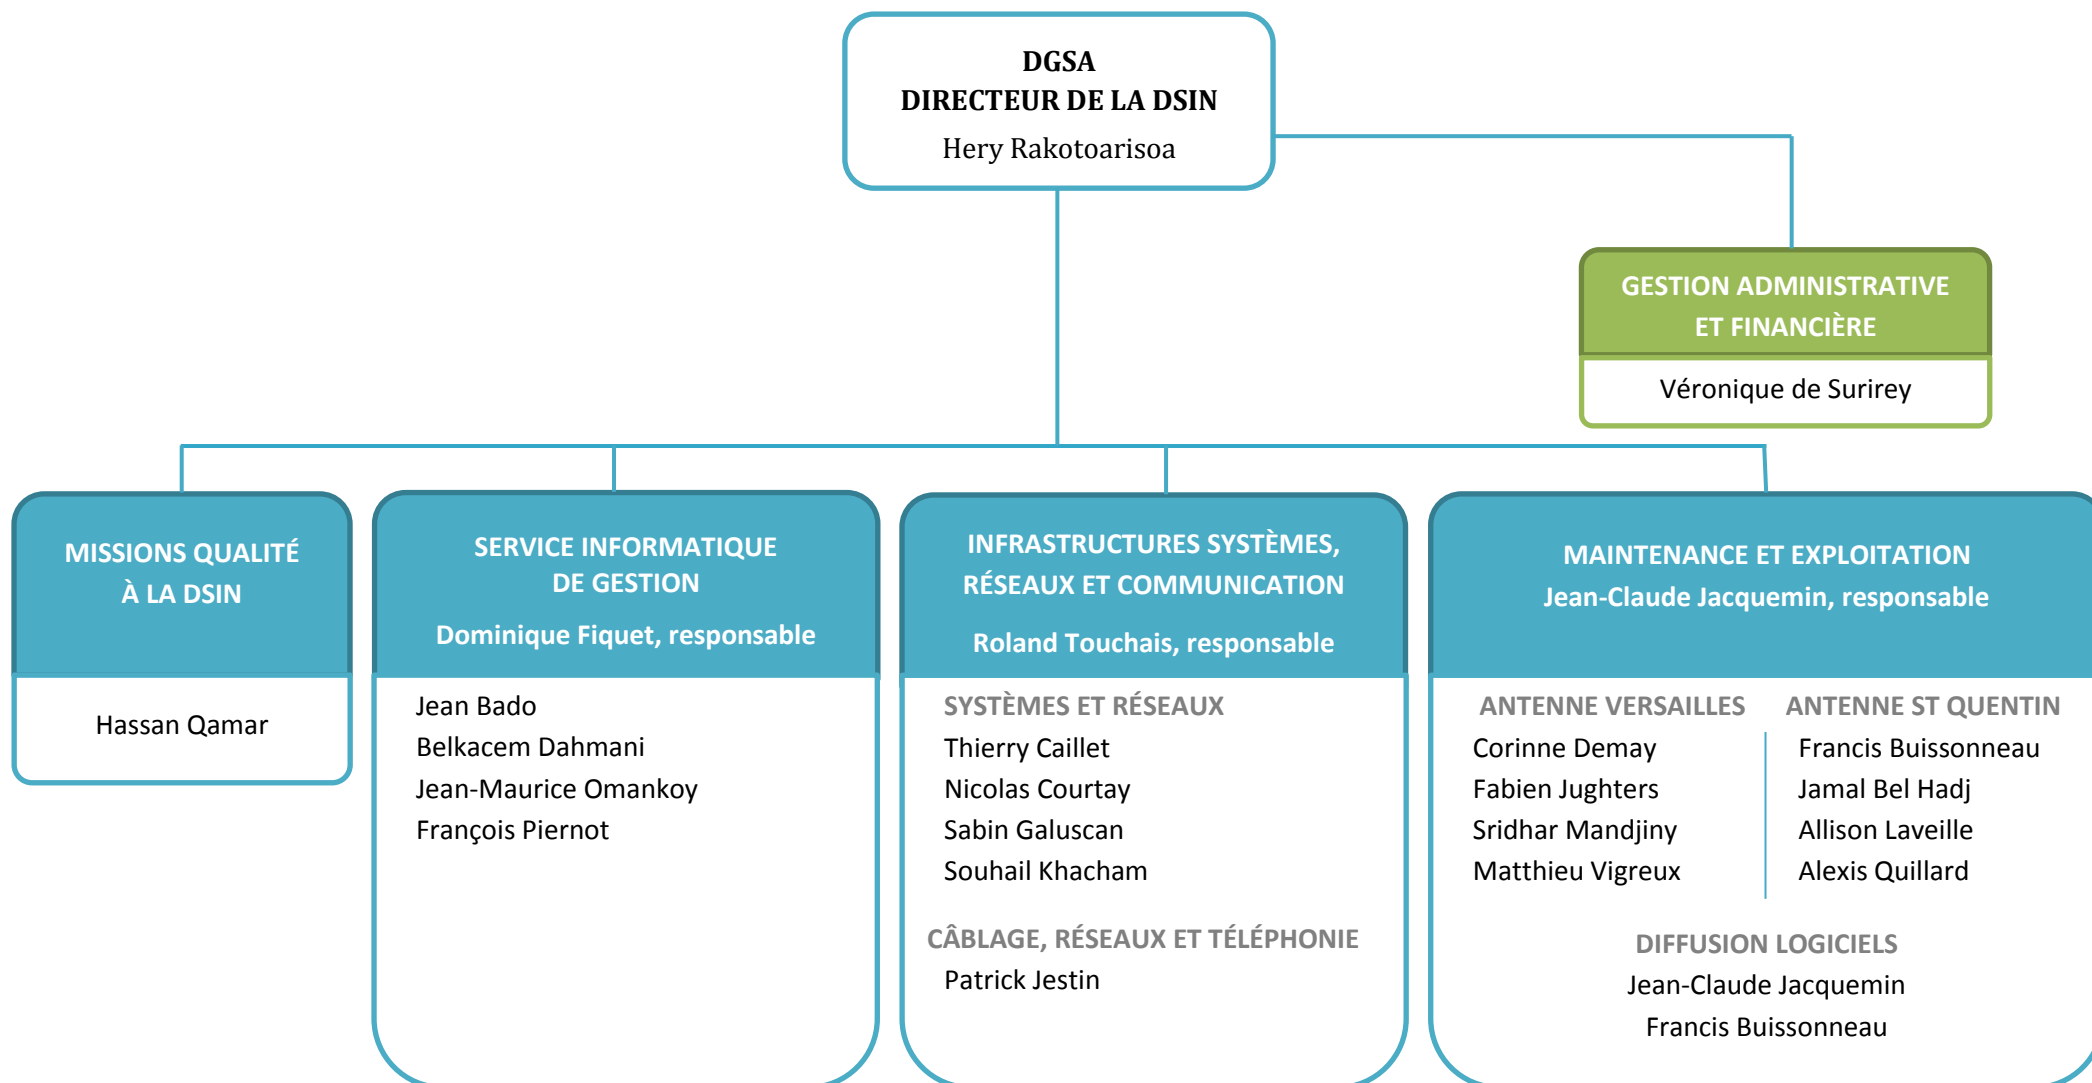 DGSA
DIRECTEUR DE LA DSIN
Hery Rakotoarisoa
GESTION ADMINISTRATIVE
ET FINANCIÈRE
Véronique de Surirey
MISSIONS QUALITÉ
À LA DSIN
Hassan Qamar
SERVICE INFORMATIQUE
DE GESTION
Dominique Fiquet, responsable
Jean Bado
Belkacem Dahmani
Jean-Maurice Omankoy
François Piernot
INFRASTRUCTURES SYSTÈMES,
RÉSEAUX ET COMMUNICATION
Roland Touchais, responsable
SYSTÈMES ET RÉSEAUX
Thierry Caillet
Nicolas Courtay
Sabin Galuscan
Souhail Khacham
CÂBLAGE, RÉSEAUX ET TÉLÉPHONIE
Patrick Jestin
MAINTENANCE ET EXPLOITATION
Jean-Claude Jacquemin, responsable
ANTENNE VERSAILLES
Corinne Demay
Fabien Jughters
Sridhar Mandjiny
Matthieu Vigreux
ANTENNE ST QUENTIN
Francis Buissonneau
Jamal Bel Hadj
Allison Laveille
Alexis Quillard
DIFFUSION LOGICIELS
Jean-Claude Jacquemin
Francis Buissonneau